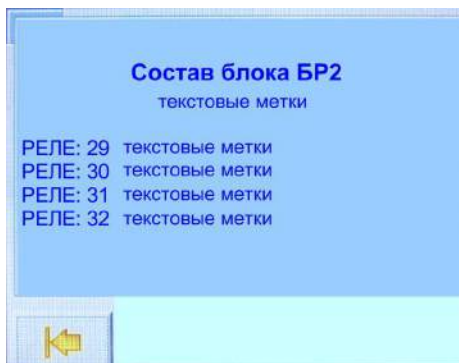 Состав блока БР2
текстовые метки
РЕЛЕ: 29 текстовые метки
РЕЛЕ: 30 текстовые метки
РЕЛЕ: 31 текстовые метки
РЕЛЕ: 32 текстовые метки